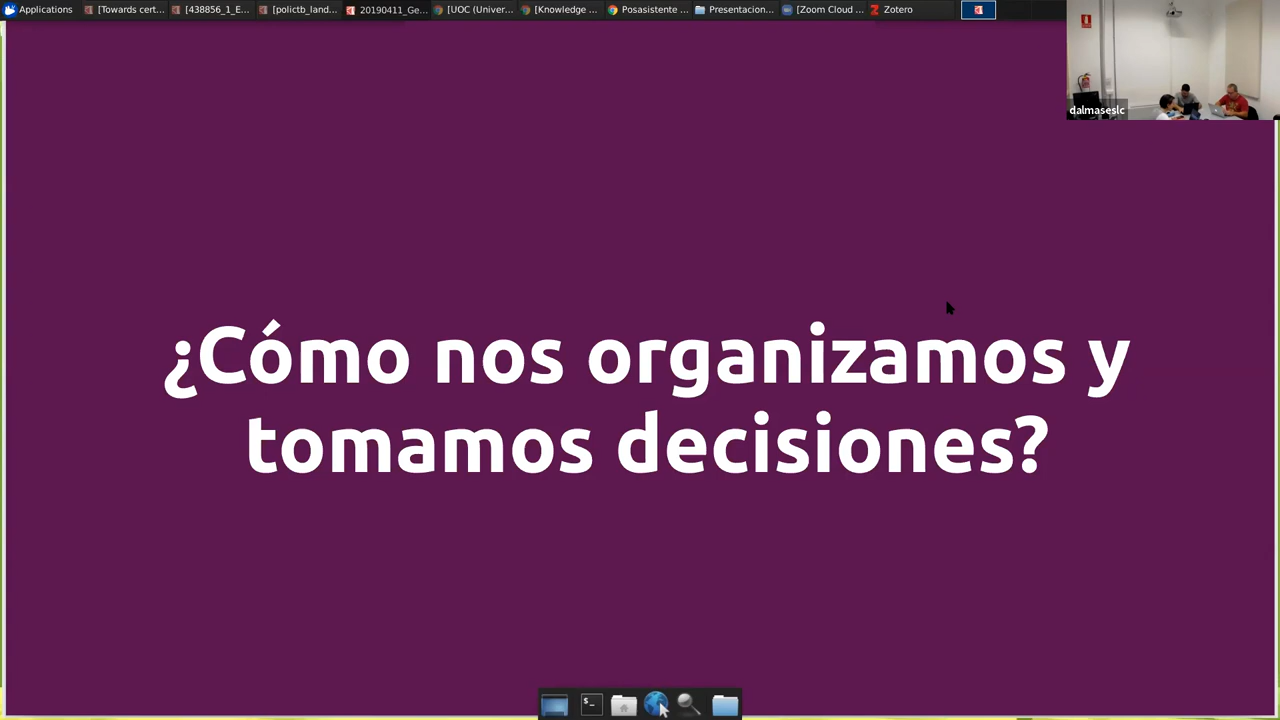 Applications
[Towards cert...
[438856_1_E...
[polictb_land...
20190411_Ge...
[UOC (Univer...
[Knowledge ...
Posasistente ...
Presentacion...
[Zoom Cloud ...
Zotero
dalmaseslc
¿Cómo nos organizamos y
tomamos decisiones?
$_